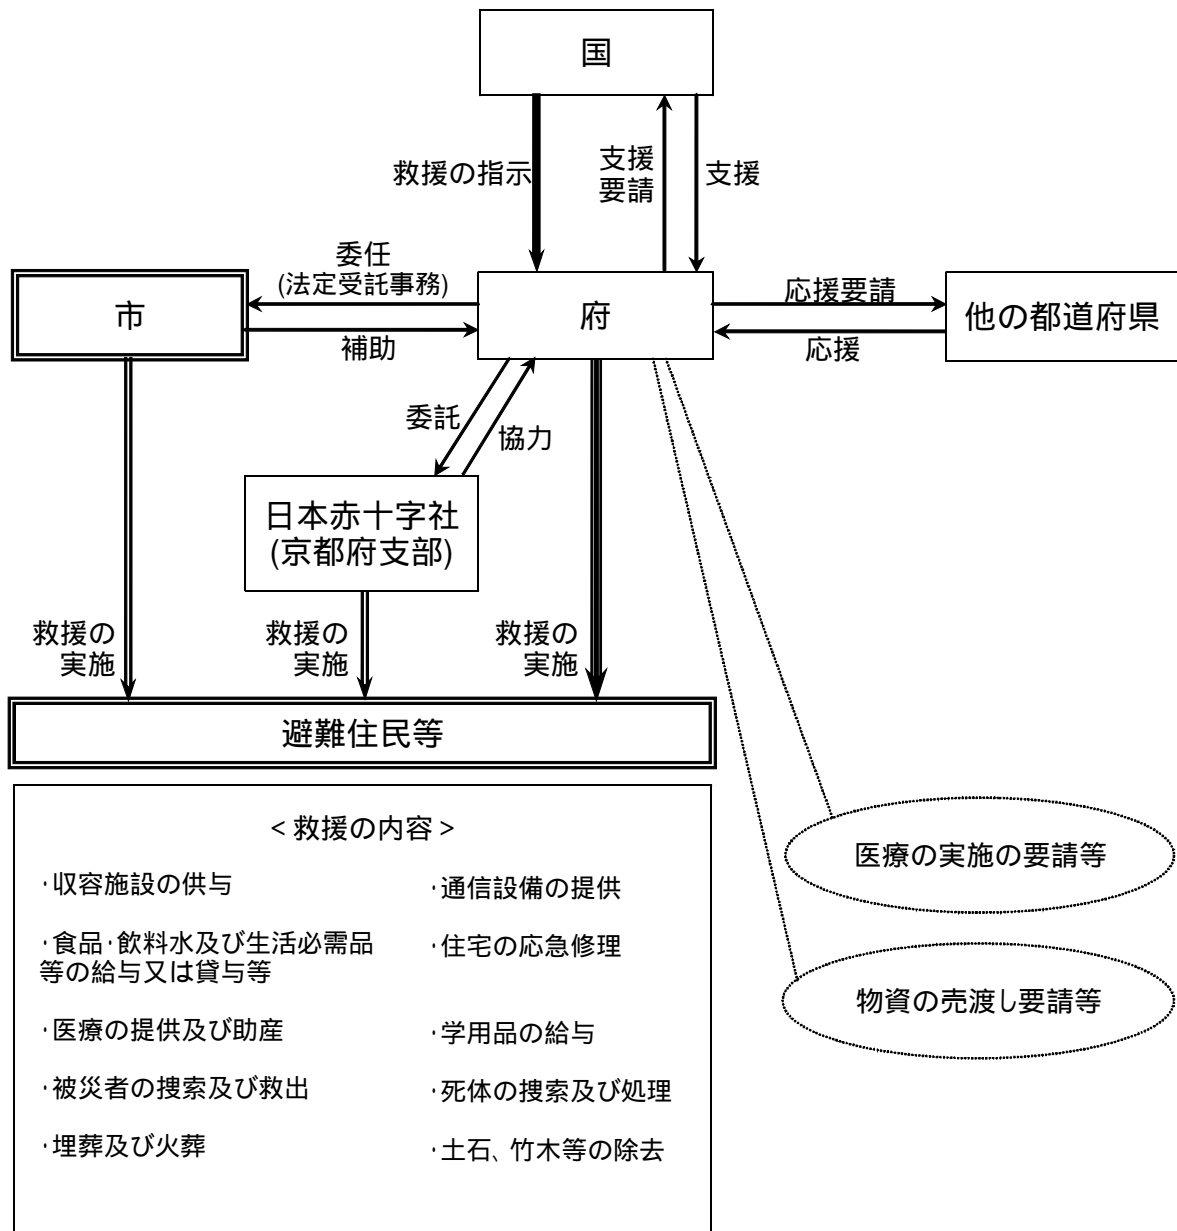 国
救援の指示
支援
要請
支援
委任
(法定受託事務)
市
補助
府
応援要請
応援
他の都道府県
委託
協力
日本赤十字社
(京都府支部)
救援の
実施
救援の
実施
救援の
実施
避難住民等
<救援の内容>
・収容施設の供与
・食品・飲料水及び生活必需品
等の給与又は貸与等
・医療の提供及び助産
・被災者の捜索及び救出
・埋葬及び火葬
・通信設備の提供
・住宅の応急修理
・学用品の給与
・死体の捜索及び処理
・土石、竹木等の除去
医療の実施の要請等
物資の売渡し要請等